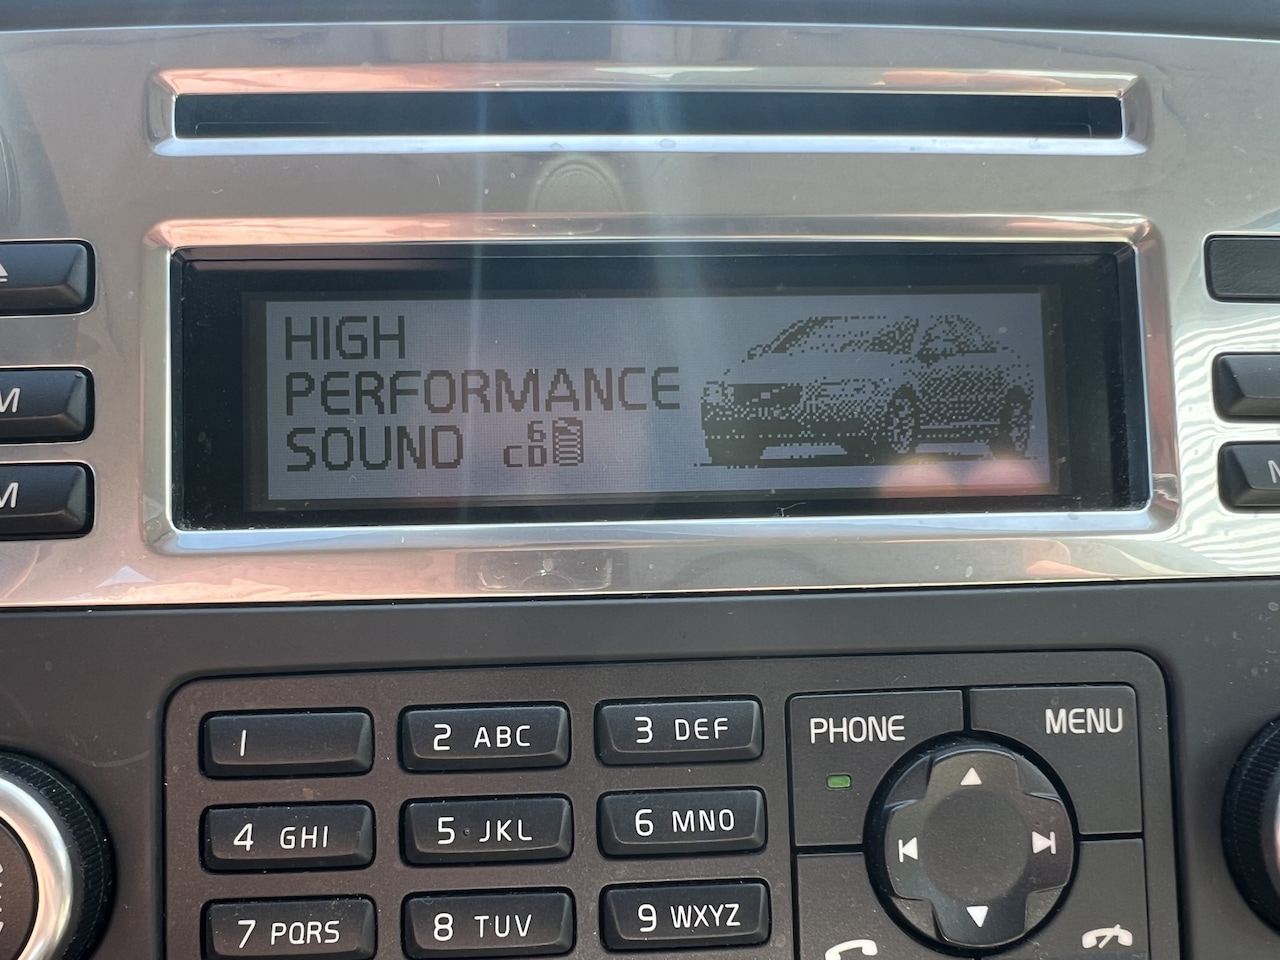 HIGH
PERFORMANCE
SOUND CD 6
M
M
1
2 ABC
3 DEF
PHONE
MENU
4 GHI
5 JKL
6 MNO
7 PQRS
8 TUV
9 WXYZ